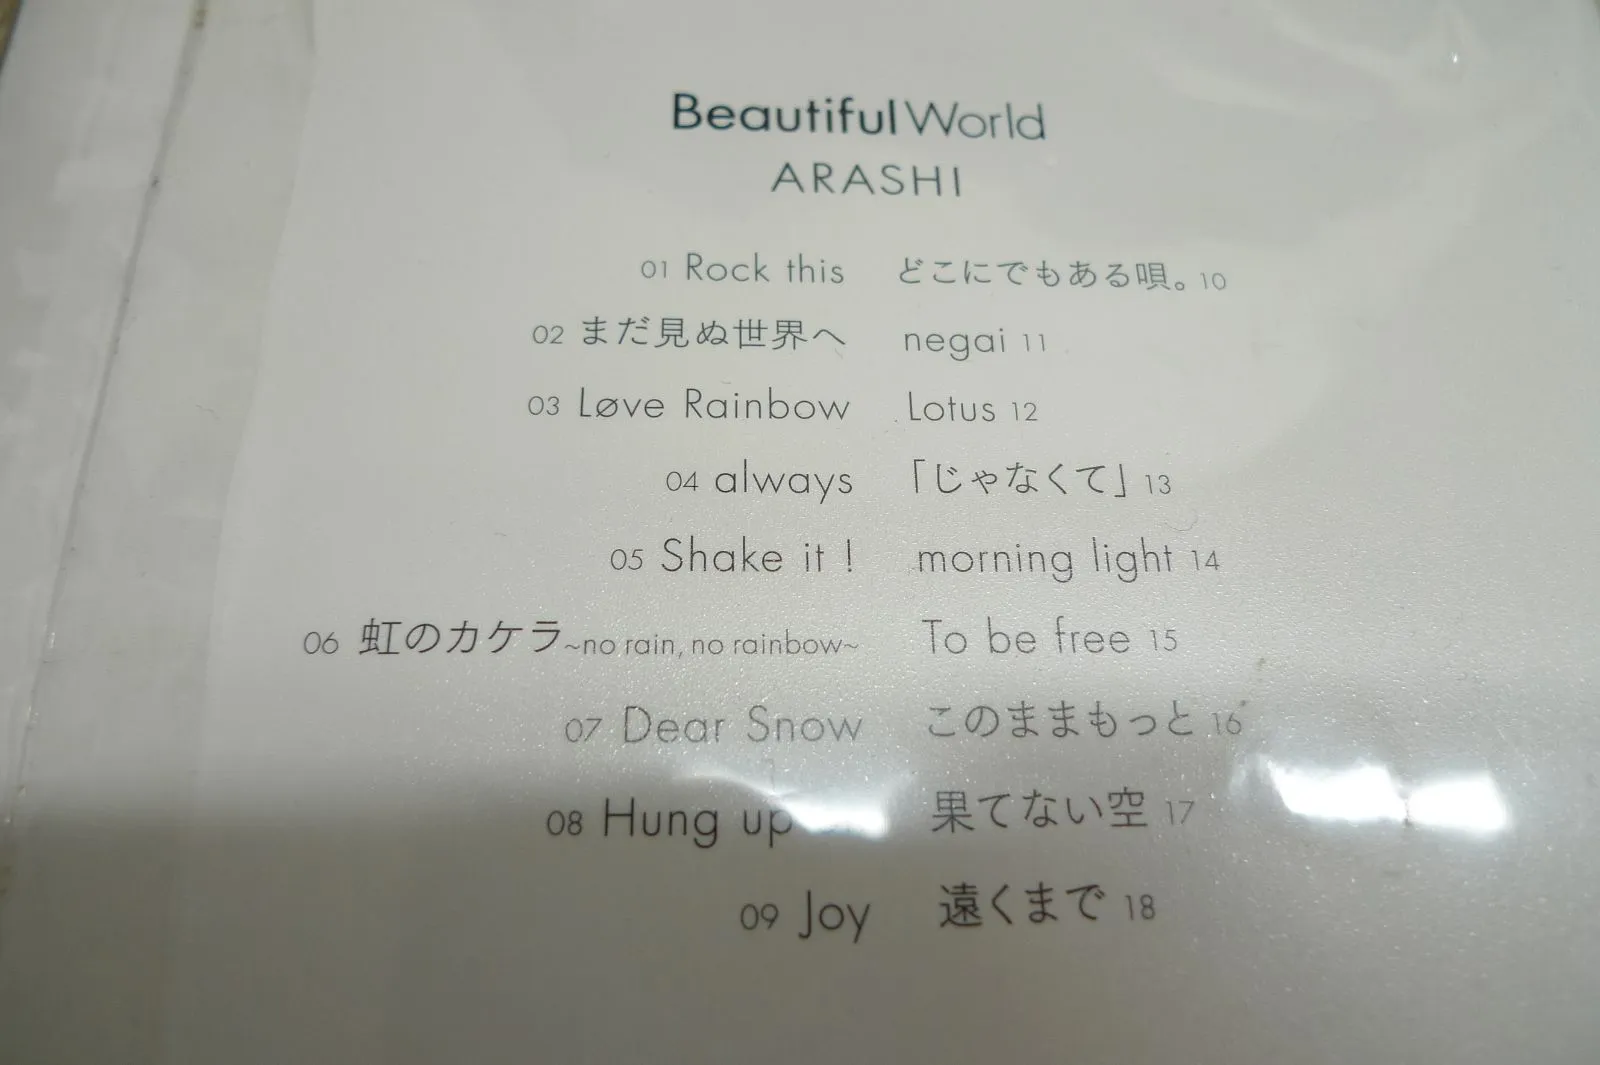 Beautiful World
ARASHI
01 Rock this
02 まだ見ぬ世界へ
03 Løve Rainbow
04 always
05 Shake it !
06 虹のカケラ~no rain, no rainbow~
07 Dear Snow
08 Hung up
09 Joy
どこにでもある唄。 10
negai 11
Lotus 12
「じゃなくて」 13
morning light 14
To be free 15
このままもっと 16
果てない空 17
遠くまで 18